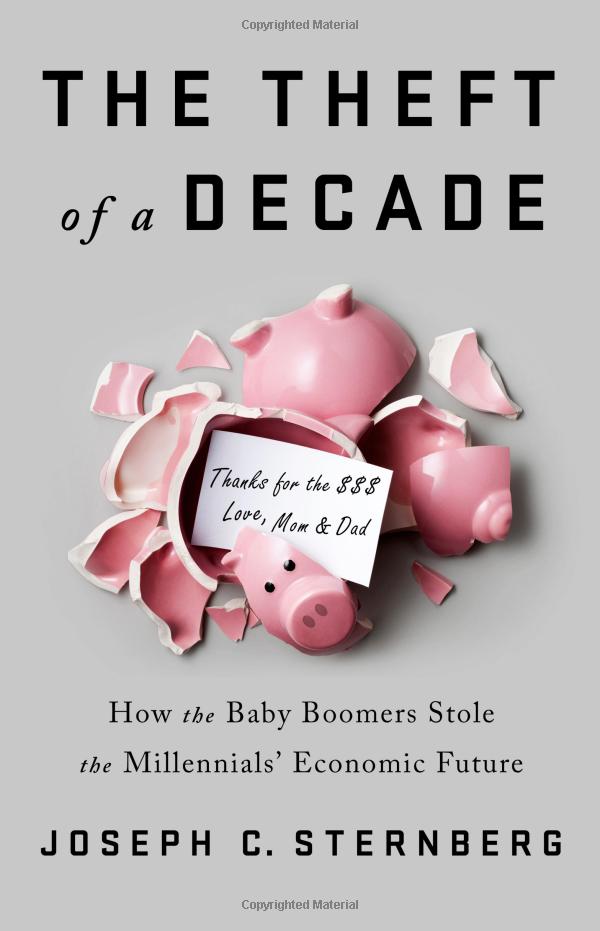 Copyrighted Material
THE THEFT
of a DECADE
Thanks for the $$$
Love, Mom & Dad
How the Baby Boomers Stole
the Millennials' Economic Future
JOSEPH C. STERNBERG
Copyrighted Material